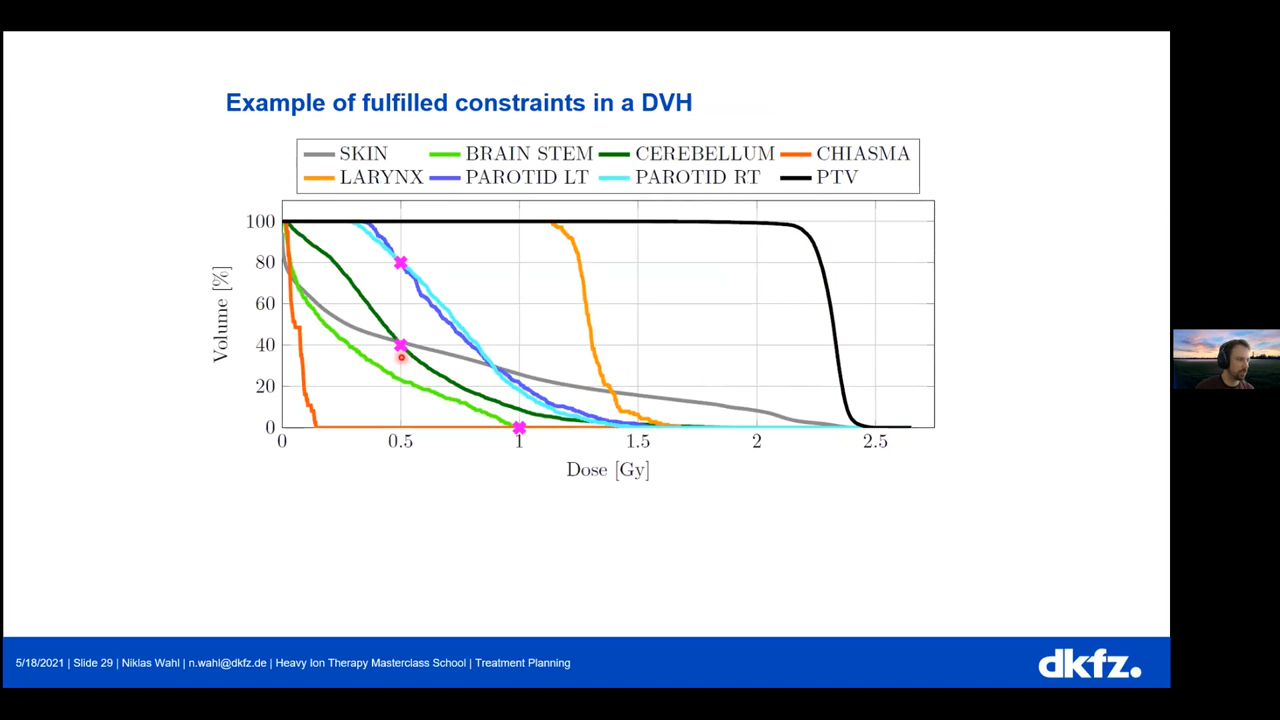 Example of fulfilled constraints in a DVH
SKIN BRAIN STEM CEREBELLUM CHIASMA
LARYNX PAROTID LT PAROTID RT PTV
100
80
60
40
20
0
Volume [%]
0 0.5 1 1.5 2 2.5
Dose [Gy]
5/18/2021 | Slide 29 | Niklas Wahl | n.wahl@dkfz.de | Heavy Ion Therapy Masterclass School | Treatment Planning
dkfz.